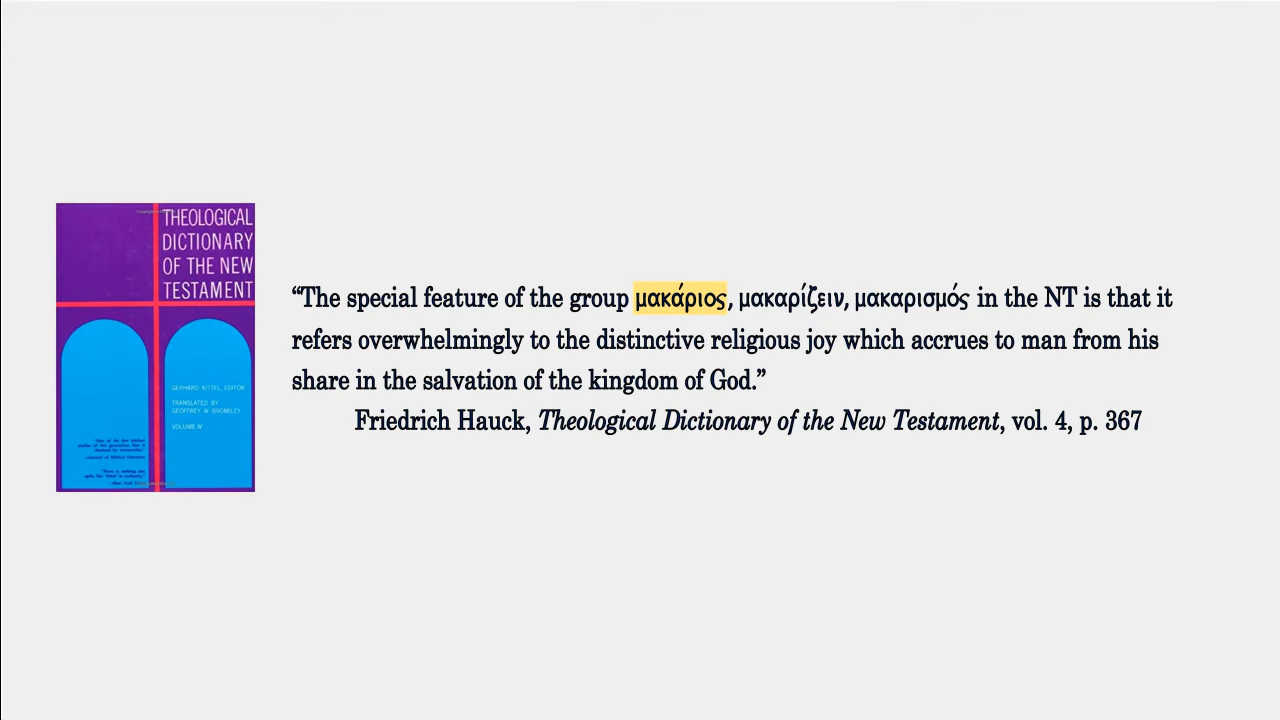 THEOLOGICAL
DICTIONARY
OF THE NEW
TESTAMENT
GERHARD KITTEL, EDITOR
TRANSLATED BY
GEOFFREY W. BROMILEY
VOLUME IV
“The special feature of the group μακάριος, μακαρίζειν, μακαρισμός in the NT is that it
refers overwhelmingly to the distinctive religious joy which accrues to man from his
share in the salvation of the kingdom of God.”
Friedrich Hauck, Theological Dictionary of the New Testament, vol. 4, p. 367